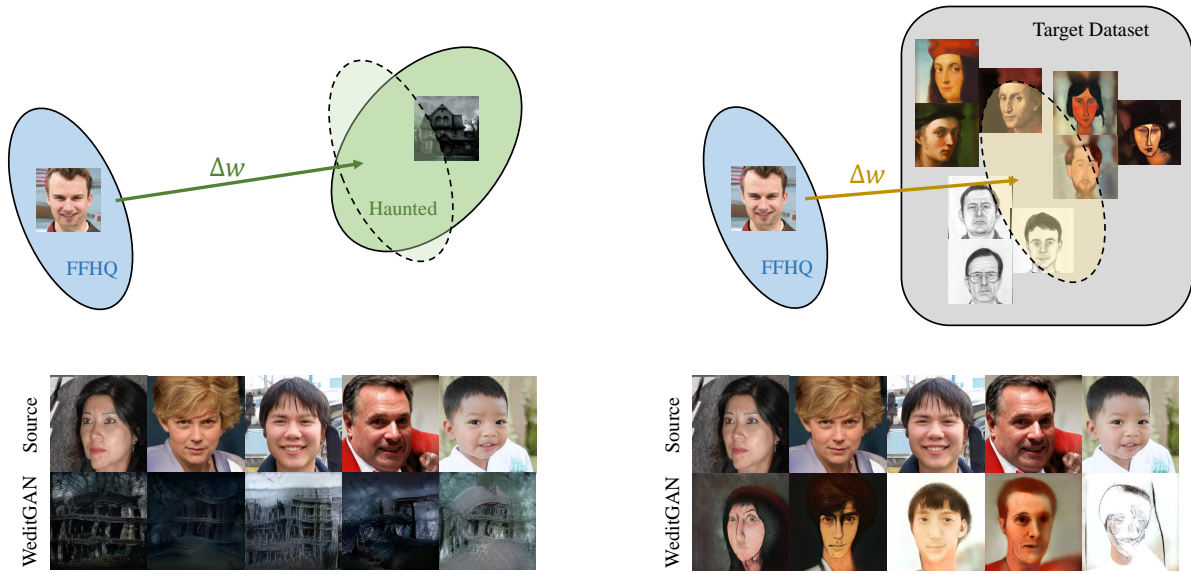 Δw
Haunted
FFHQ
Source
WeditGAN
Target Dataset
Δw
FFHQ
Source
WeditGAN